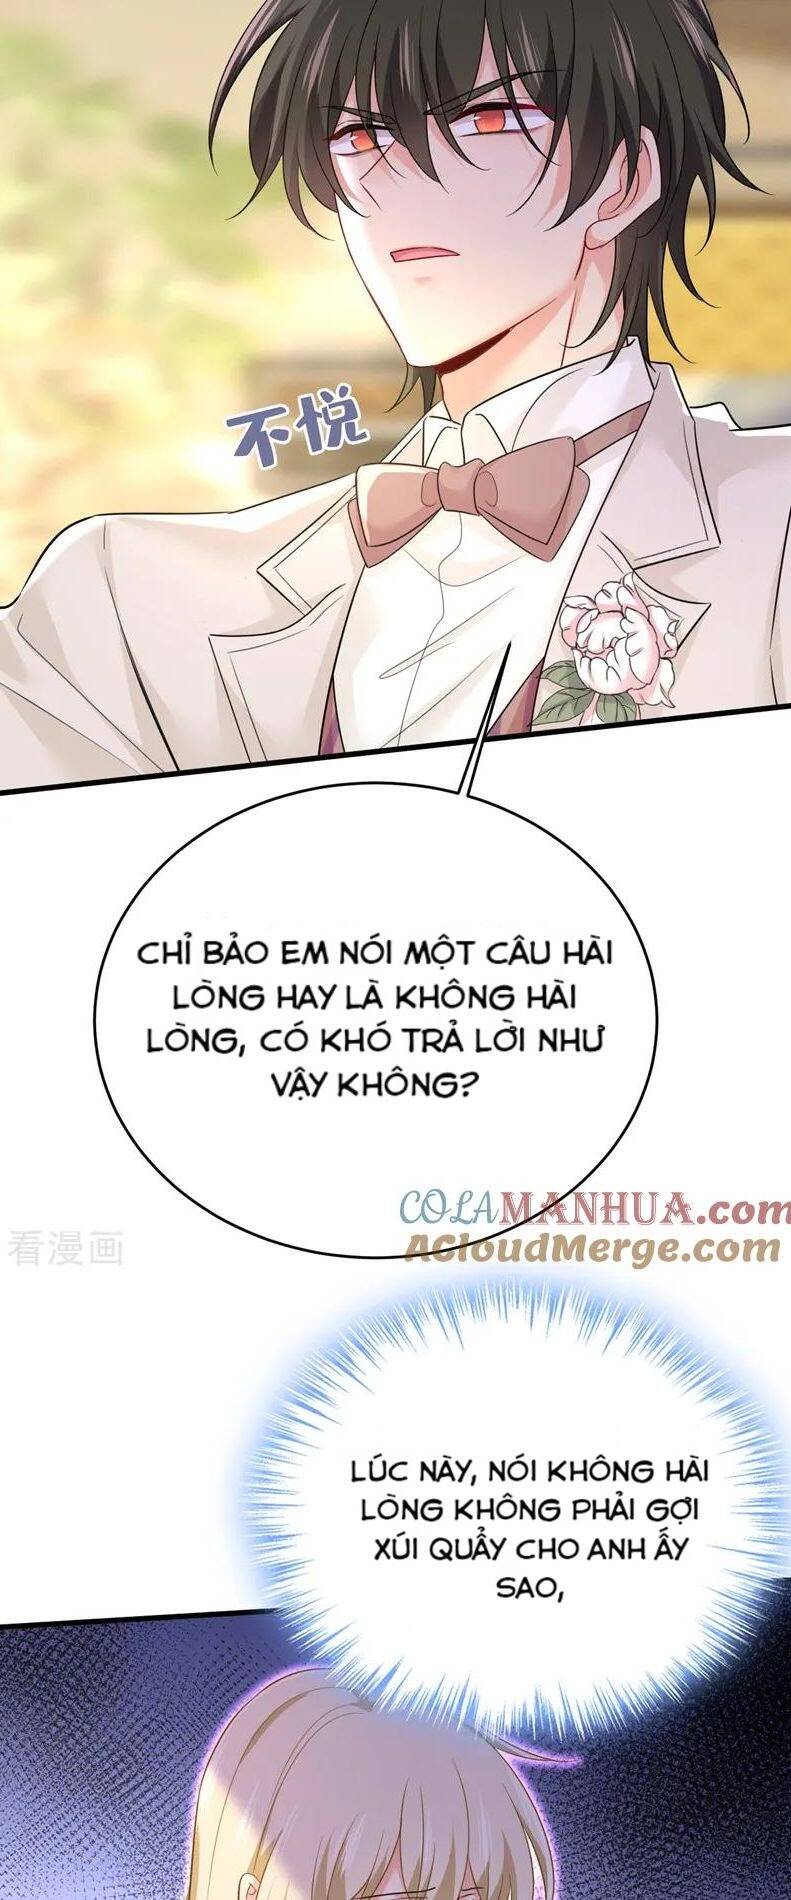 不悦
CHỈ BẢO EM NÓI MỘT CÂU HÀI
LÒNG HAY LÀ KHÔNG HÀI
LÒNG, CÓ KHÓ TRẢ LỜI NHƯ
VẬY KHÔNG?
COLAMANHUA.com
ACloudMerge.com
看漫画
LÚC NÀY, NÓI KHÔNG HÀI
LÒNG KHÔNG PHẢI GỢI
XÚI QUẨY CHO ANH ẤY
SAO,